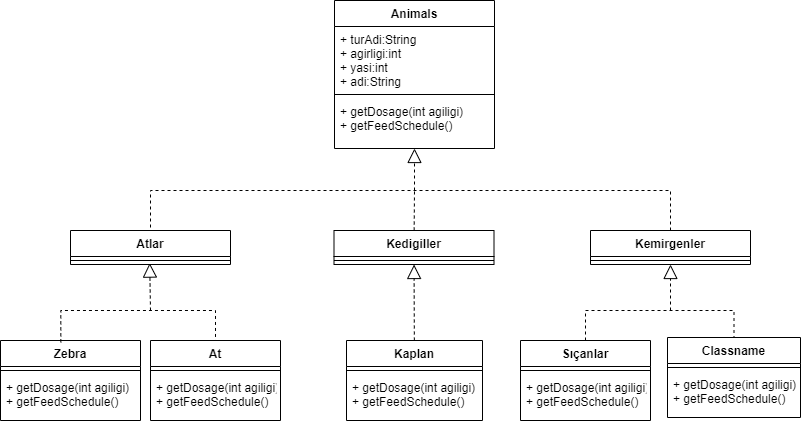 Animals
+ turAdi:String
+ agirligi:int
+ yasi:int
+ adi:String
+ getDosage(int agiligi)
+ getFeedSchedule()
Atlar
Kedigiller
Kemirgenler
Zebra
+ getDosage(int agiligi)
+ getFeedSchedule()
At
+ getDosage(int agiligi)
+ getFeedSchedule()
Kaplan
+ getDosage(int agiligi)
+ getFeedSchedule()
Sıçanlar
+ getDosage(int agiligi)
+ getFeedSchedule()
Classname
+ getDosage(int agiligi)
+ getFeedSchedule()